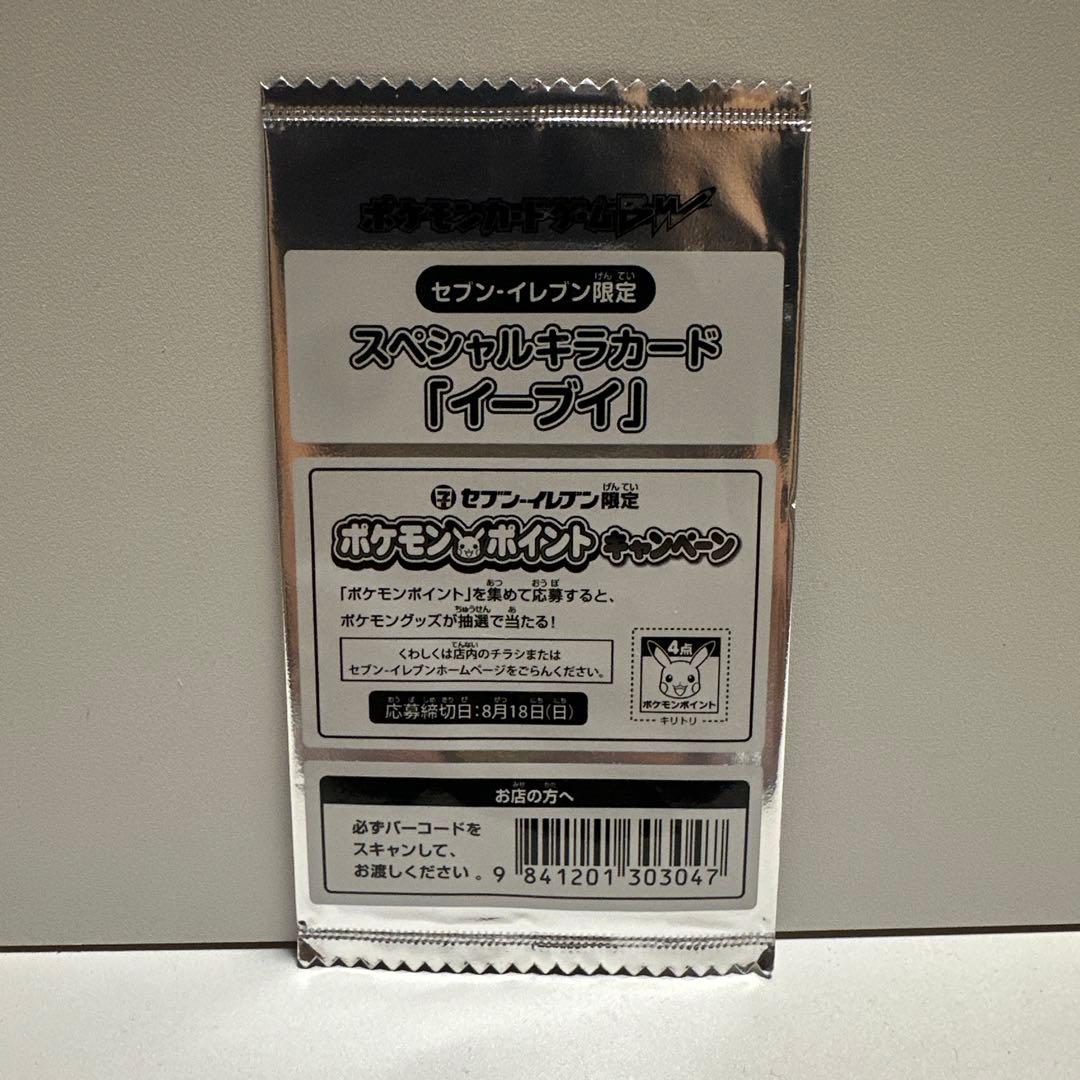 ポケモンカードゲームBW
セブン-イレブン限定
スペシャルキラカード
「イーブイ」
セブン-イレブン限定
ポケモンポイントキャンペーン
「ポケモンポイント」を集めて応募すると、
ポケモングッズが抽選で当たる!
くわしくは店内のチラシまたは
セブン-イレブンホームページをごらんください。
応募締切日:8月18日(日)
4点
ポケモンポイント
キリトリ
お店の方へ
必ずバーコードを
スキャンして、
お渡しください。
9 841201 303047